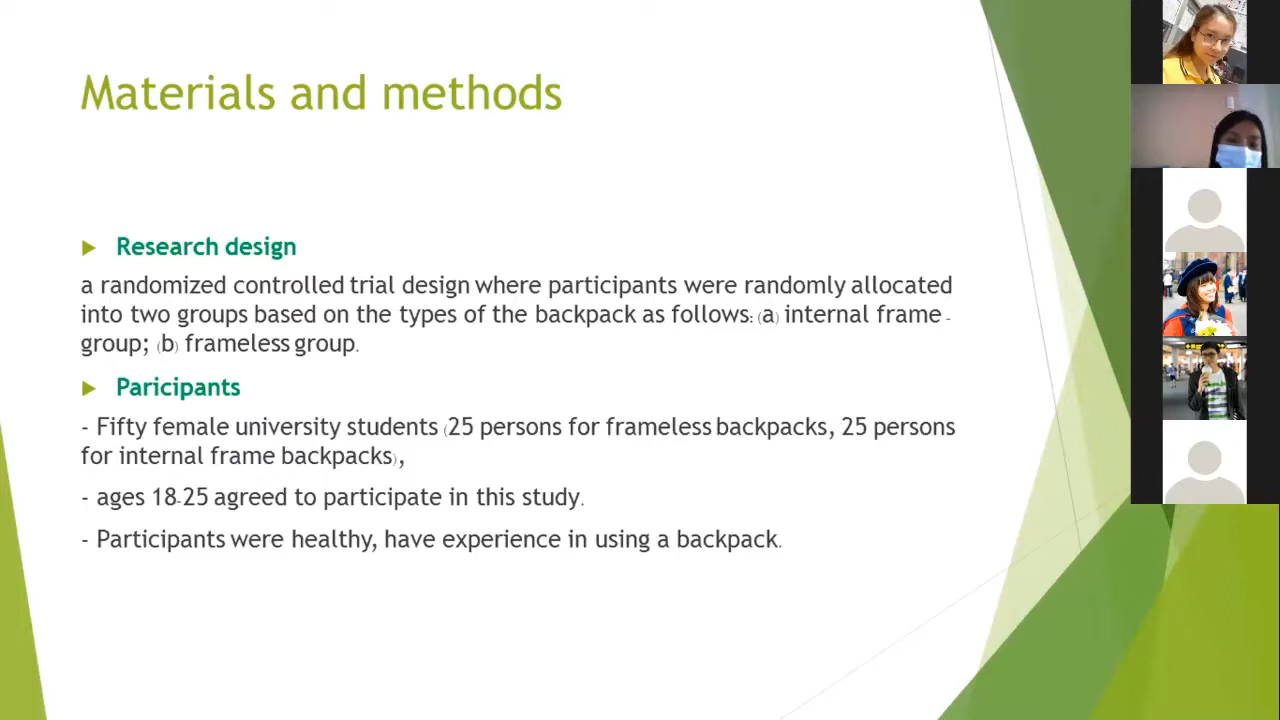 Materials and methods
Research design
a randomized controlled trial design where participants were randomly allocated
into two groups based on the types of the backpack as follows: (a) internal frame -
group; (b) frameless group.
Paricipants
- Fifty female university students (25 persons for frameless backpacks, 25 persons
for internal frame backpacks),
- ages 18-25 agreed to participate in this study.
- Participants were healthy, have experience in using a backpack.